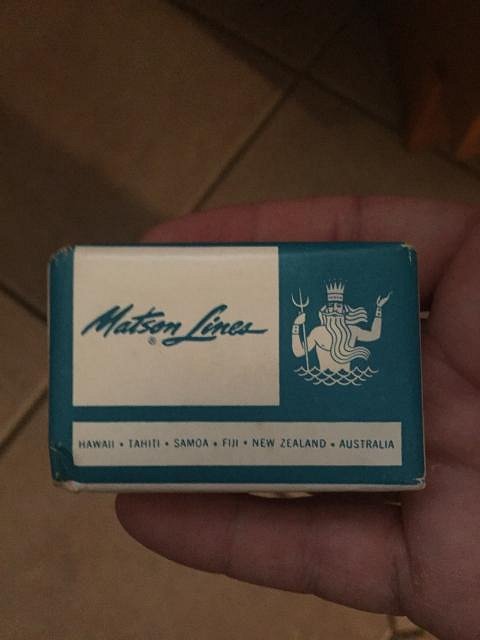 Matson Lines
®
HAWAII • TAHITI • SAMOA • FIJI • NEW ZEALAND • AUSTRALIA